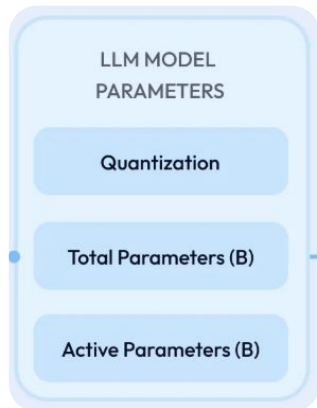 LLM MODEL
PARAMETERS
Quantization
Total Parameters (B)
Active Parameters (B)